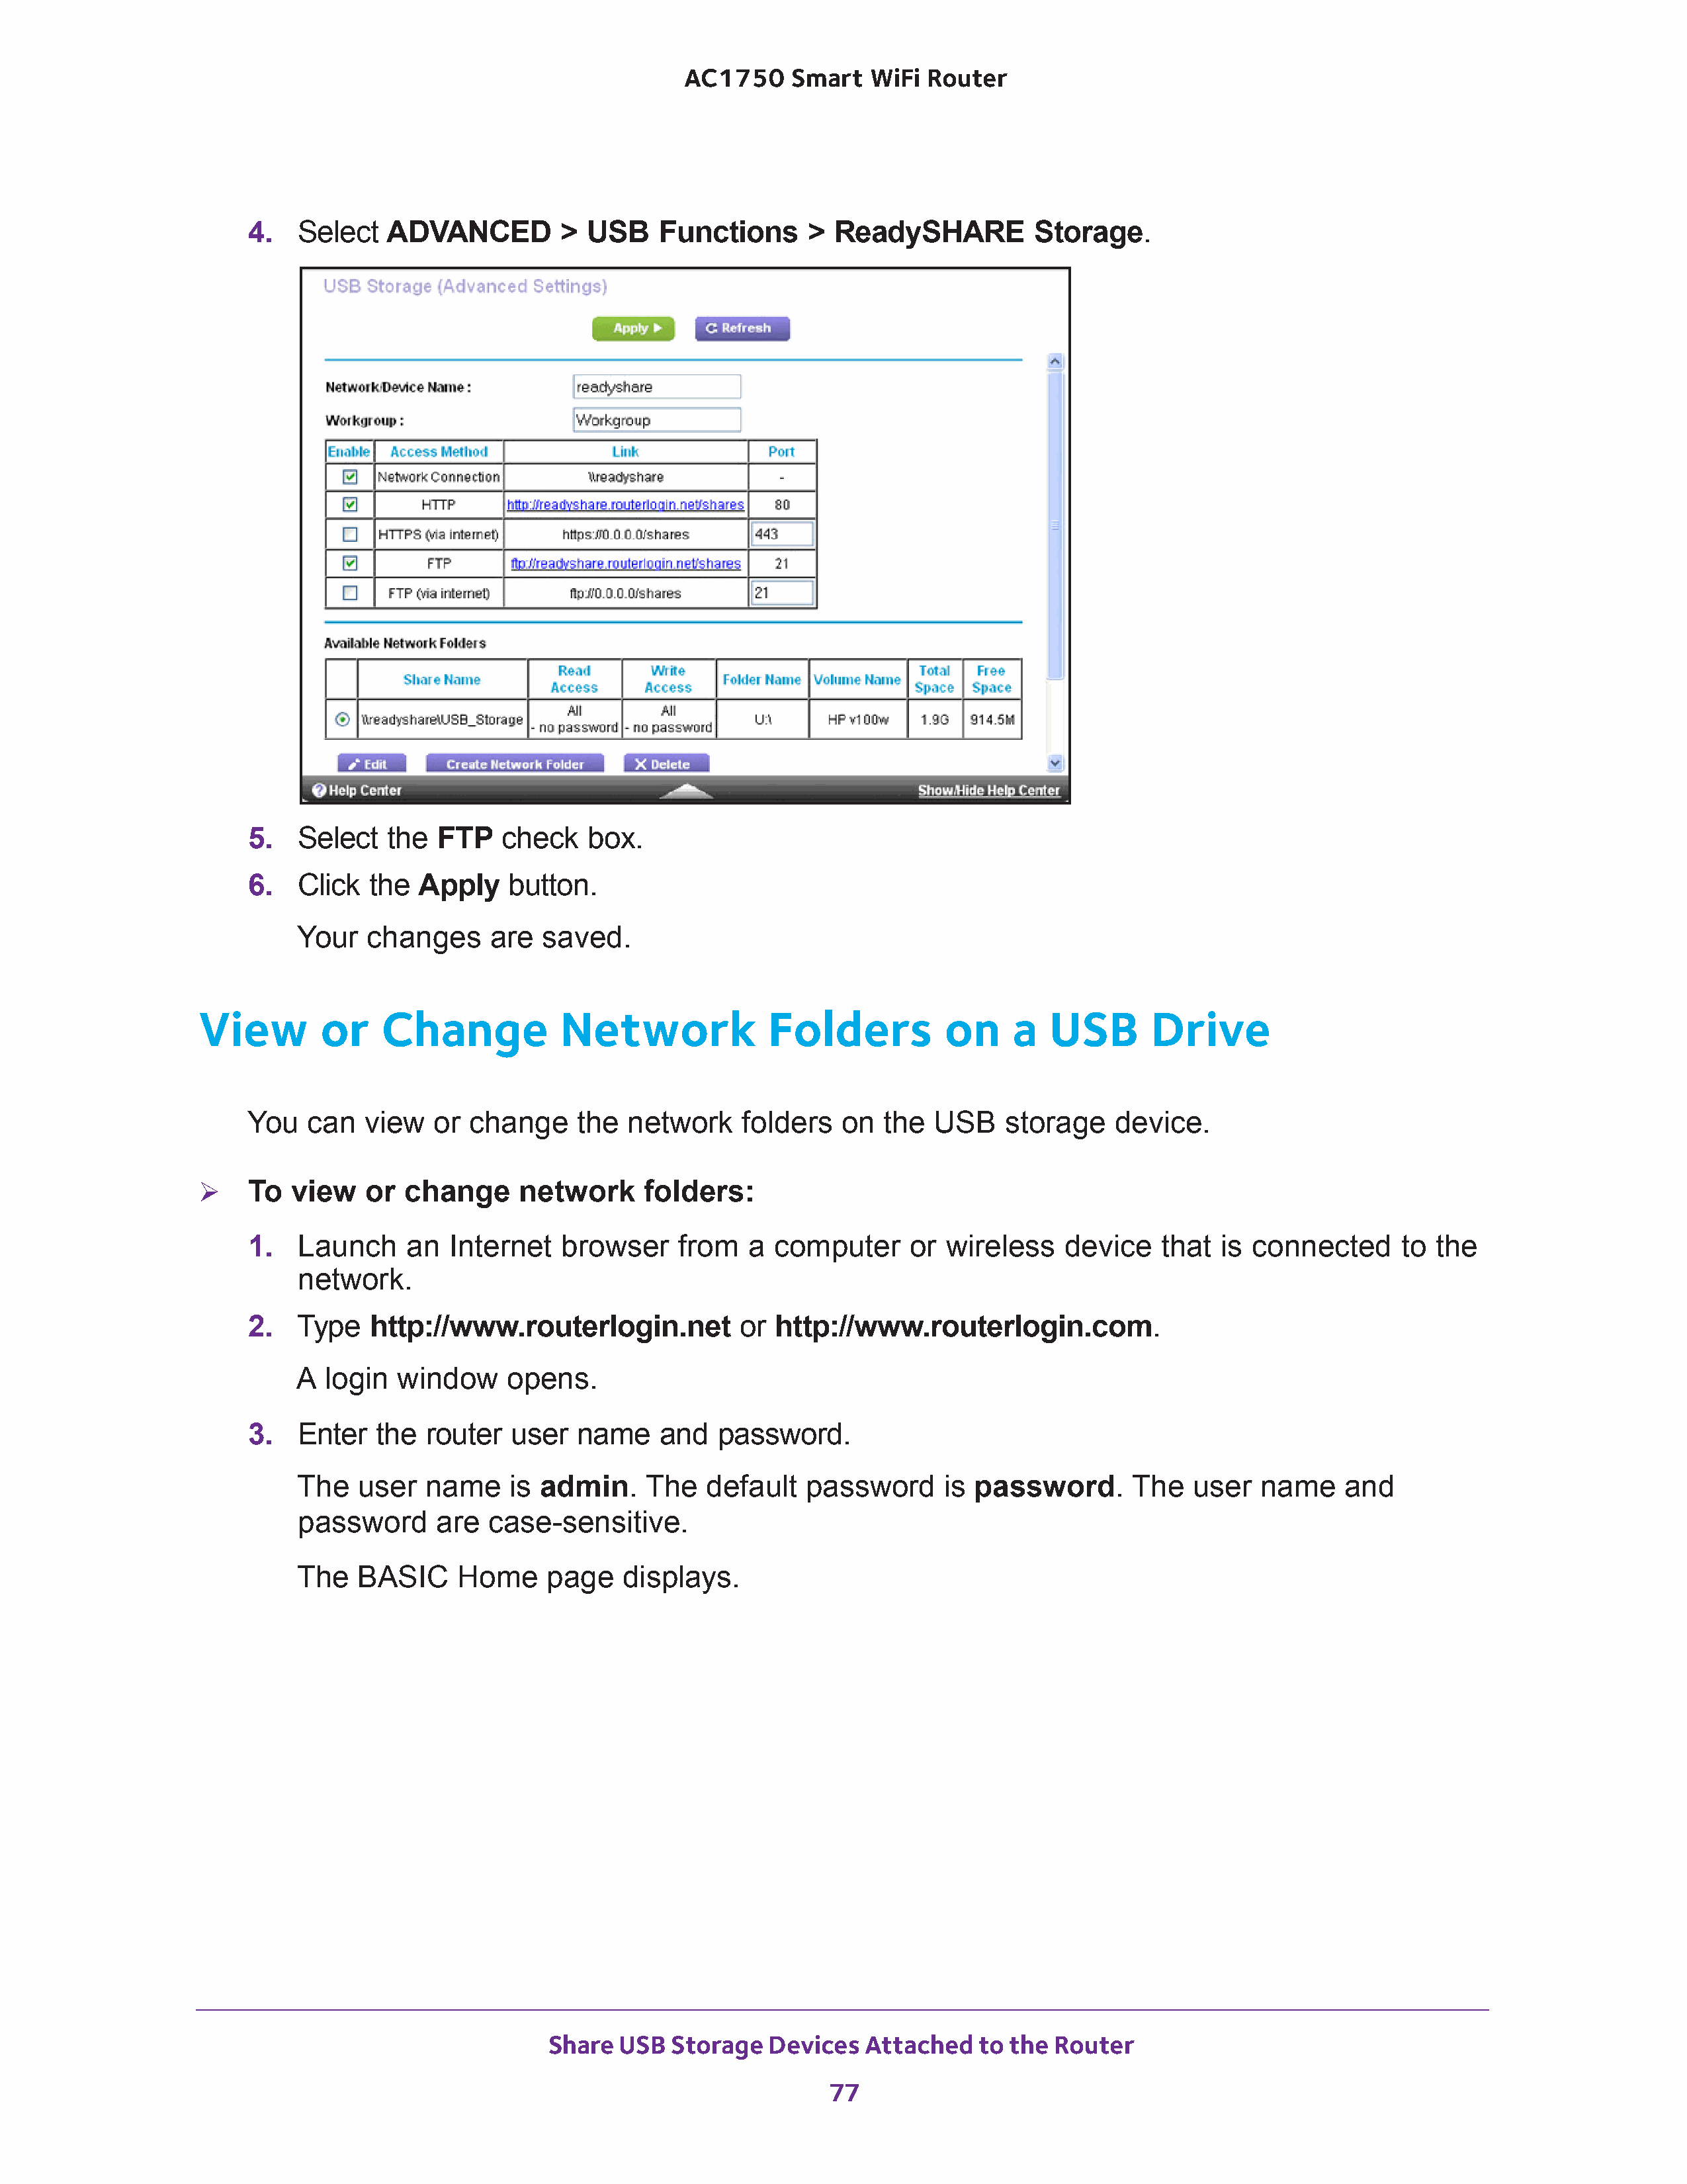 AC1750 Smart WiFi Router
4. Select ADVANCED > USB Functions > ReadySHARE Storage.
USB Storage (Advanced Settings)
Apply Refresh
Network/Device Name : readyshare
Workgroup : Workgroup
Enable Access Method Link Port
Network Connection \\readyshare -
HTTP http://readyshare.routerlogin.net/shares 80
HTTPS (via internet) https://0.0.0.0/shares 443
FTP ftp://readyshare.routerlogin.net/shares 21
FTP (via internet) ftp://0.0.0.0/shares 21
Available Network Folders
Share Name Read Access Write Access Folder Name Volume Name Total Space Free Space
\\readyshare\USB_Storage All - no password All - no password U:\ HP v100w 1.9G 914.5M
Edit Create Network Folder Delete
Help Center Show/Hide Help Center
5. Select the FTP check box.
6. Click the Apply button.
Your changes are saved.
View or Change Network Folders on a USB Drive
You can view or change the network folders on the USB storage device.
To view or change network folders:
1. Launch an Internet browser from a computer or wireless device that is connected to the
network.
2. Type http://www.routerlogin.net or http://www.routerlogin.com.
A login window opens.
3. Enter the router user name and password.
The user name is admin. The default password is password. The user name and
password are case-sensitive.
The BASIC Home page displays.
Share USB Storage Devices Attached to the Router
77